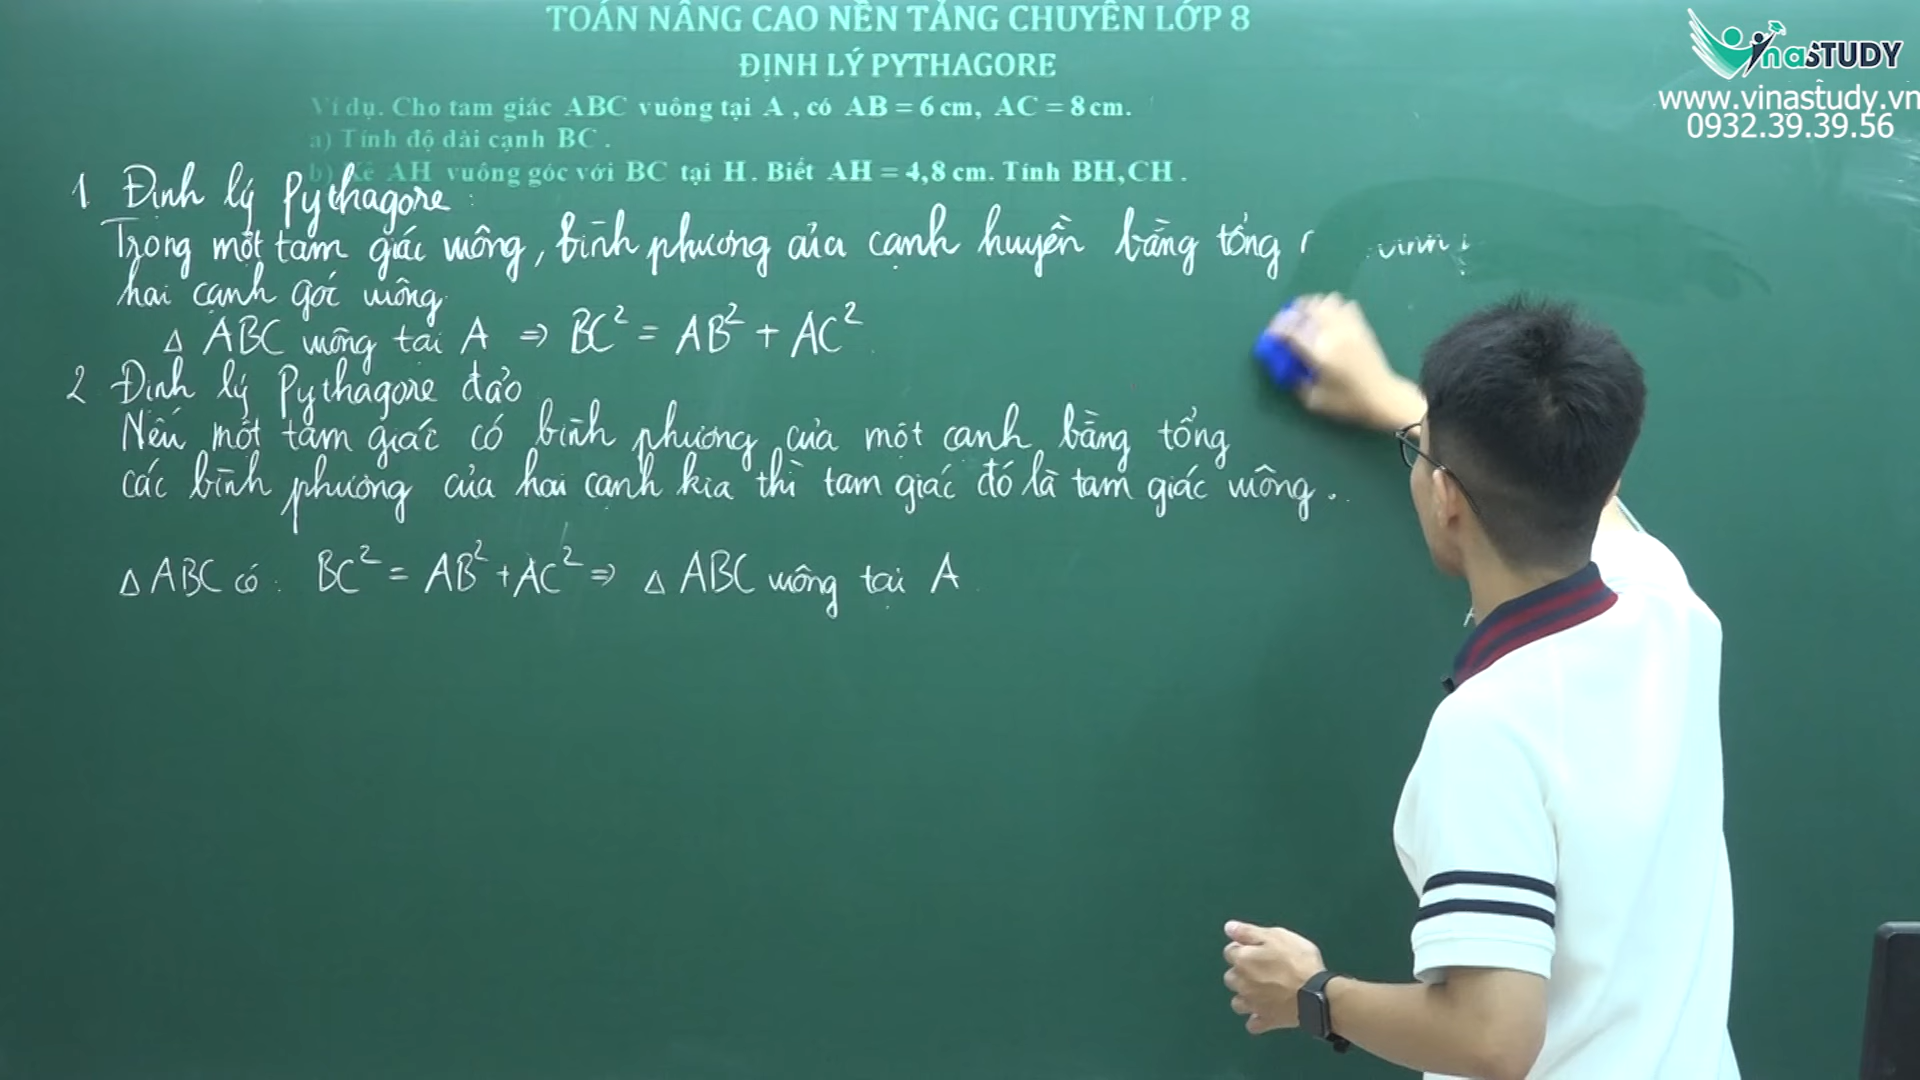 TOÁN NÂNG CAO NỀN TẢNG CHUYÊN LỚP 8
ĐỊNH LÝ PYTHAGORE
Ví dụ. Cho tam giác ABC vuông tại A , có AB = 6 cm, AC = 8 cm.
a) Tính độ dài cạnh BC .
b) Kẻ AH vuông góc với BC tại H . Biết AH = 4,8 cm. Tính BH, CH .
VinaSTUDY
www.vinastudy.vn
0932.39.39.56
1 Định lý Pythagore :
Trong một tam giác vuông, bình phương của cạnh huyền bằng tổng
hai cạnh góc vuông
△ ABC vuông tại A ⇒ BC² = AB² + AC²
2 Định lý Pythagore đảo
Nếu một tam giác có bình phương của một cạnh bằng tổng
các bình phương của hai cạnh kia thì tam giác đó là tam giác vuông .
△ ABC có : BC² = AB² + AC² ⇒ △ ABC vuông tại A